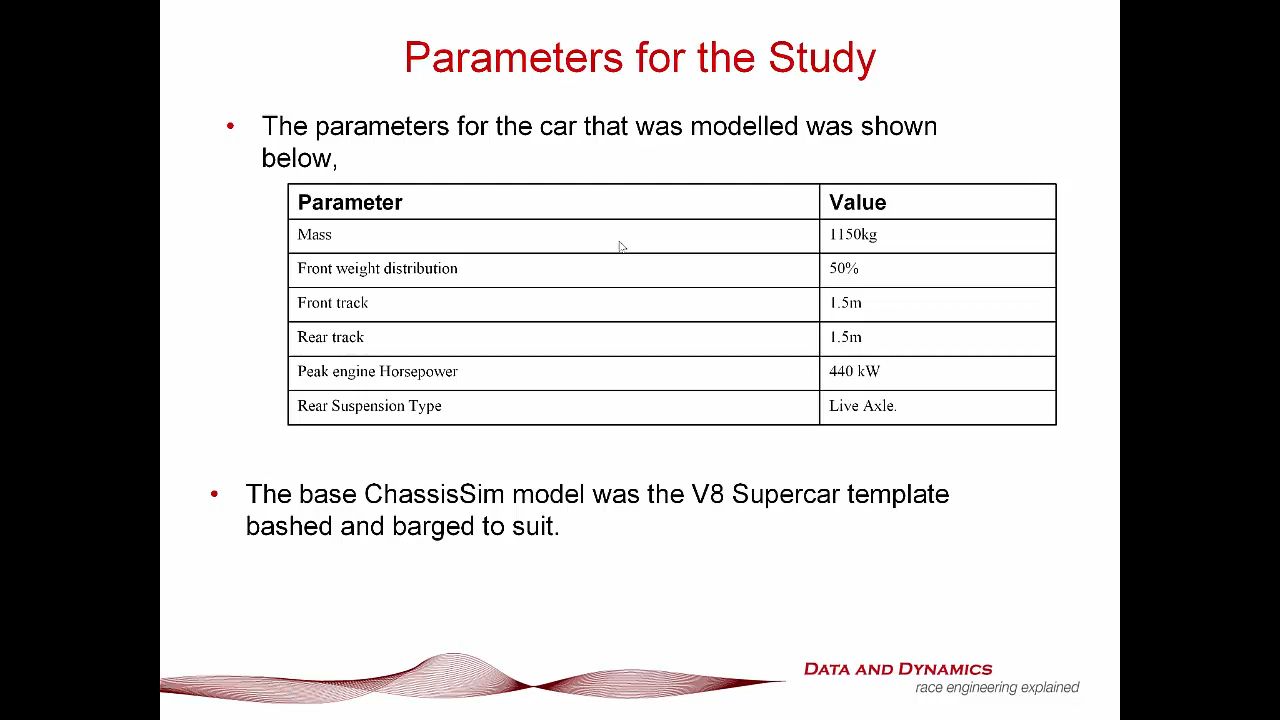 Parameters for the Study
• The parameters for the car that was modelled was shown
below,
Parameter Value
Mass 1150kg
Front weight distribution 50%
Front track 1.5m
Rear track 1.5m
Peak engine Horsepower 440 kW
Rear Suspension Type Live Axle.
• The base ChassisSim model was the V8 Supercar template
bashed and barged to suit.
DATA AND DYNAMICS
race engineering explained